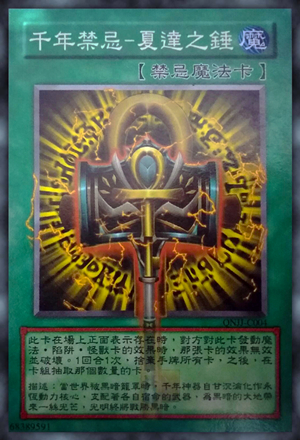 千年禁忌-夏達之錘 魔
【禁忌魔法卡】
QNJJ-C001
此卡在場上正面表示存在時，對方對此卡發動魔
法·陷阱·怪獸卡的效果時，那張卡的效果無效
並破壞。1回合1次，捨棄手牌所有卡，之後，在
卡組抽取那個數量的卡。
描述：當世界被黑暗籠罩時，千年神器自甘沉淪化作永
恆動力核心，支配著各自宿命的武器，為黑暗的大地帶
來一絲光芒，光明終將戰勝黑暗。
68389591